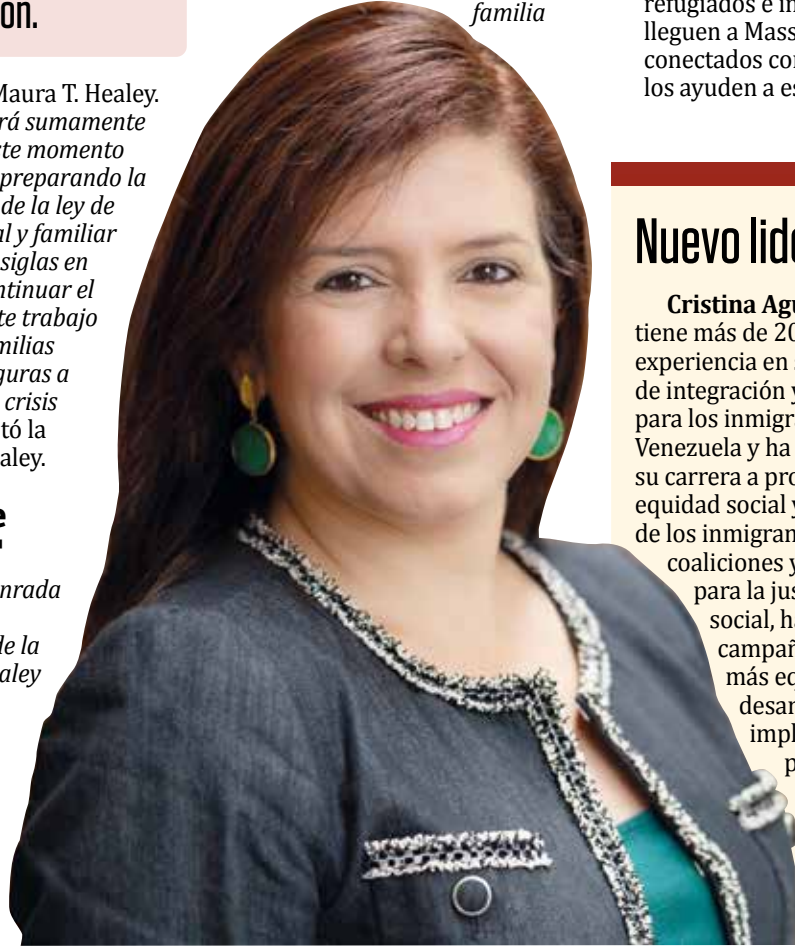 ón.
Maura T. Healey.
rá sumamente
te momento
preparando la
de la ley de
al y familiar
siglas en
ntinuar el
te trabajo
milias
guras a
crisis
tó la
aley.
e
nrada
de la
aley
familia
refugiados e in
lleguen a Mass
conectados con
los ayuden a es
Nuevo lide
Cristina Agu
tiene más de 20
experiencia en s
de integración y
para los inmigra
Venezuela y ha
su carrera a pro
equidad social y
de los inmigran
coaliciones y
para la jus
social, ha
campañ
más eq
desar
impl
p